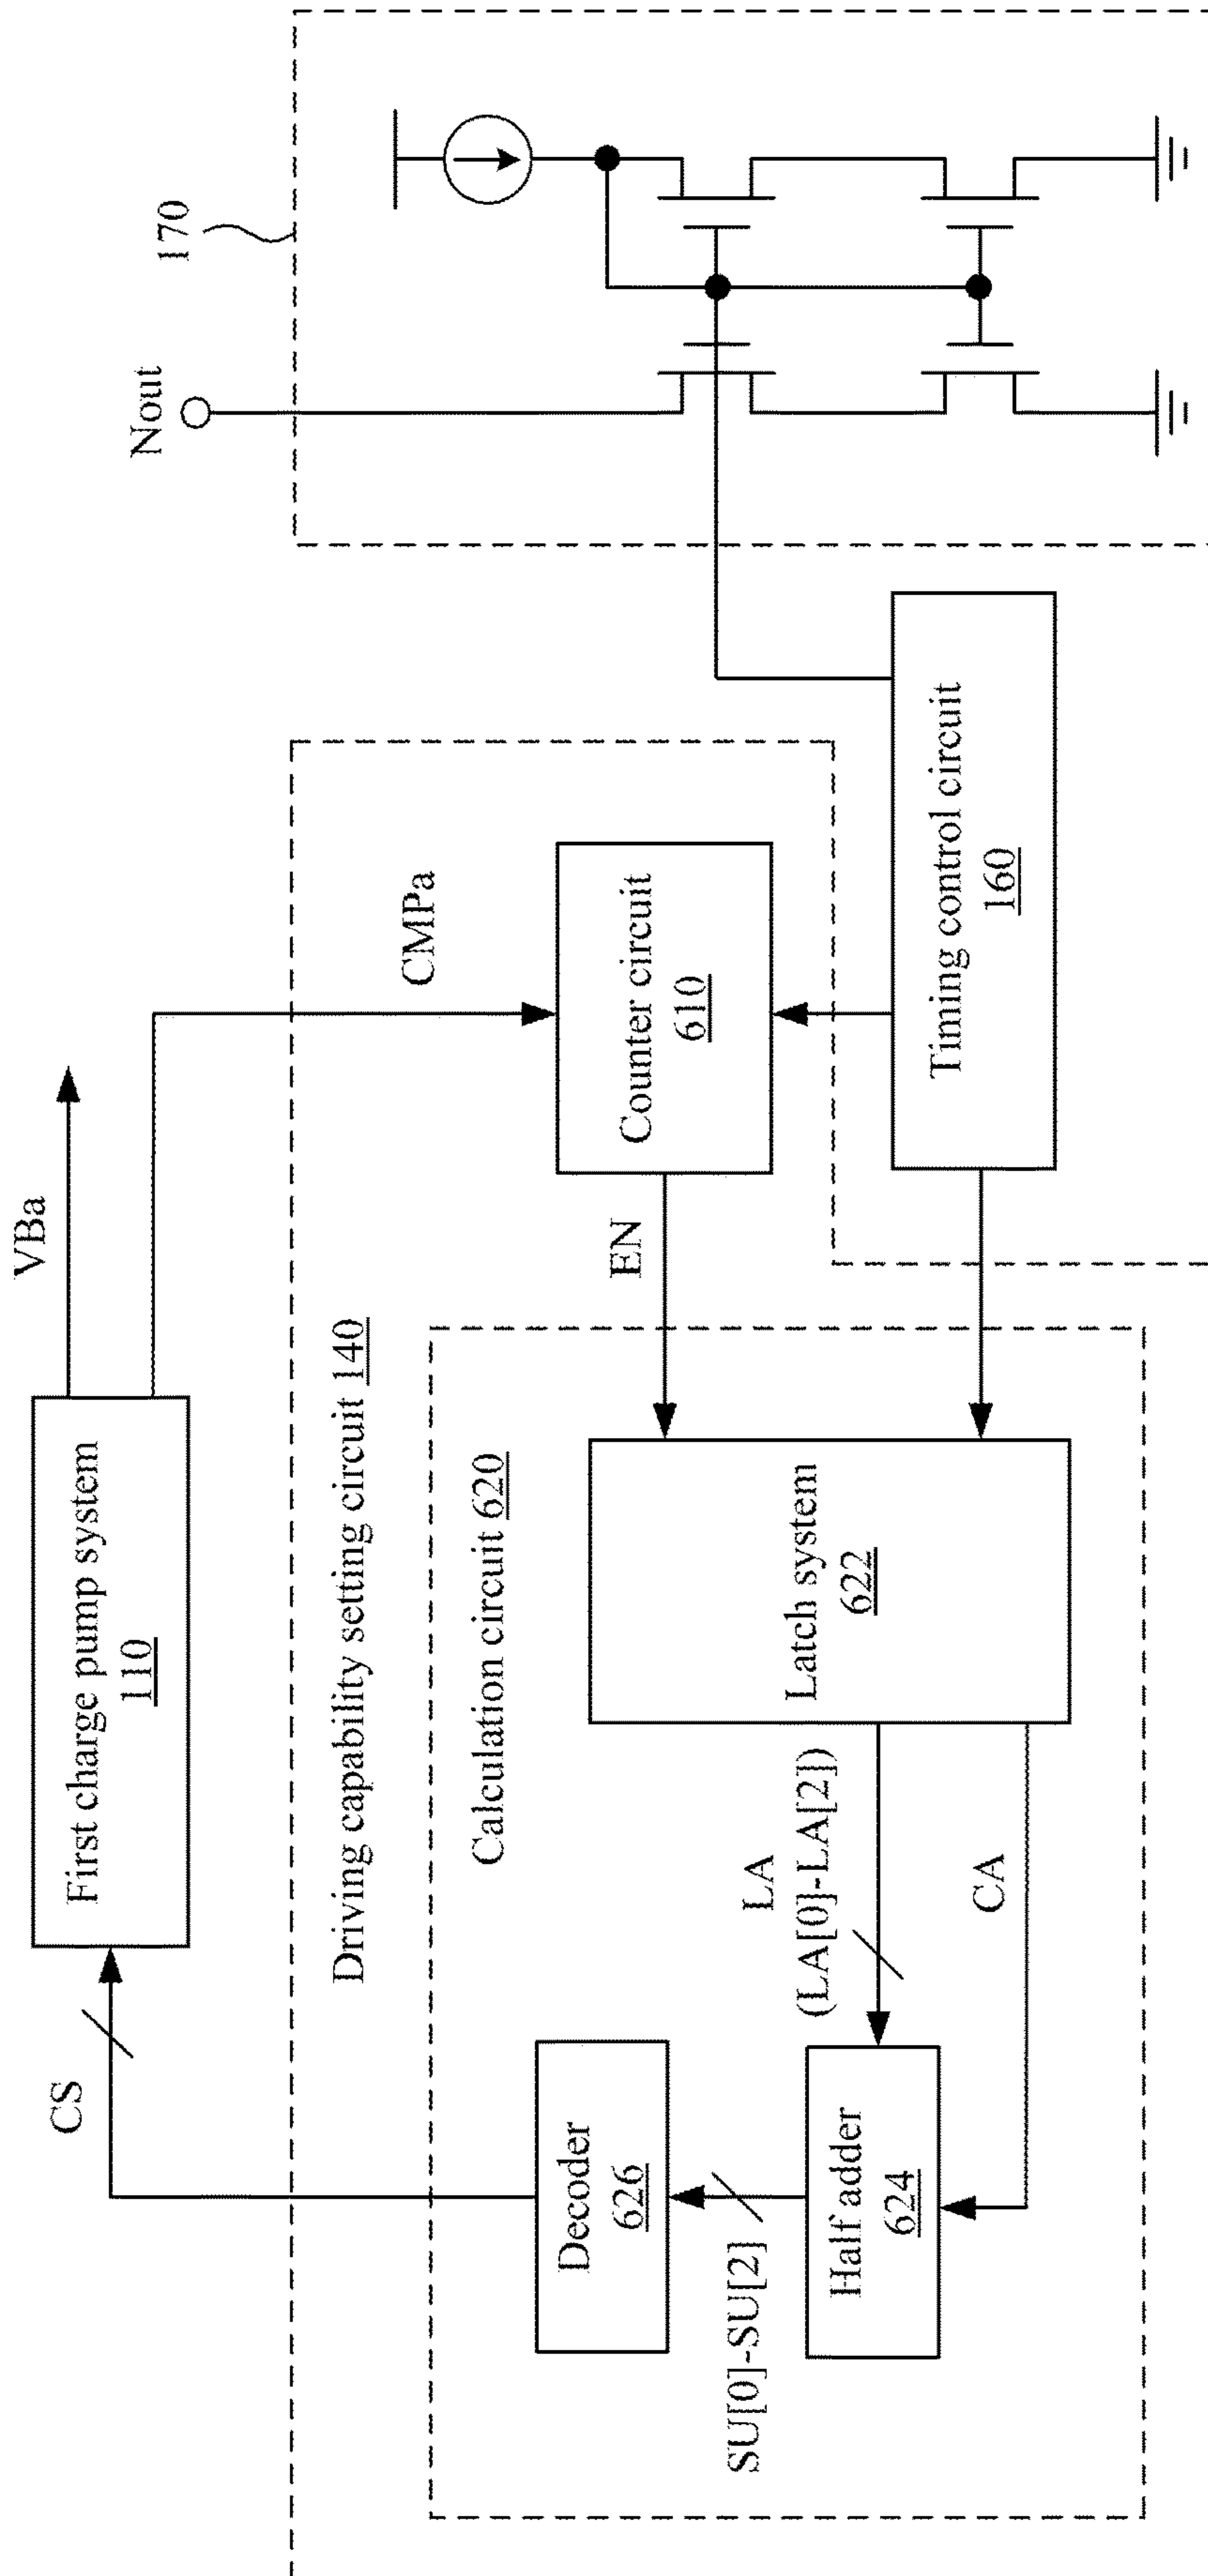 VBa
First charge pump system
110
CS
CMPa
Nout
170
Driving capability setting circuit 140
Calculation circuit 620
Counter circuit
610
EN
Decoder
626
SU[0]-SU[2]
Half adder
624
LA
(LA[0]-LA[2])
CA
Latch system
622
Timing control circuit
160